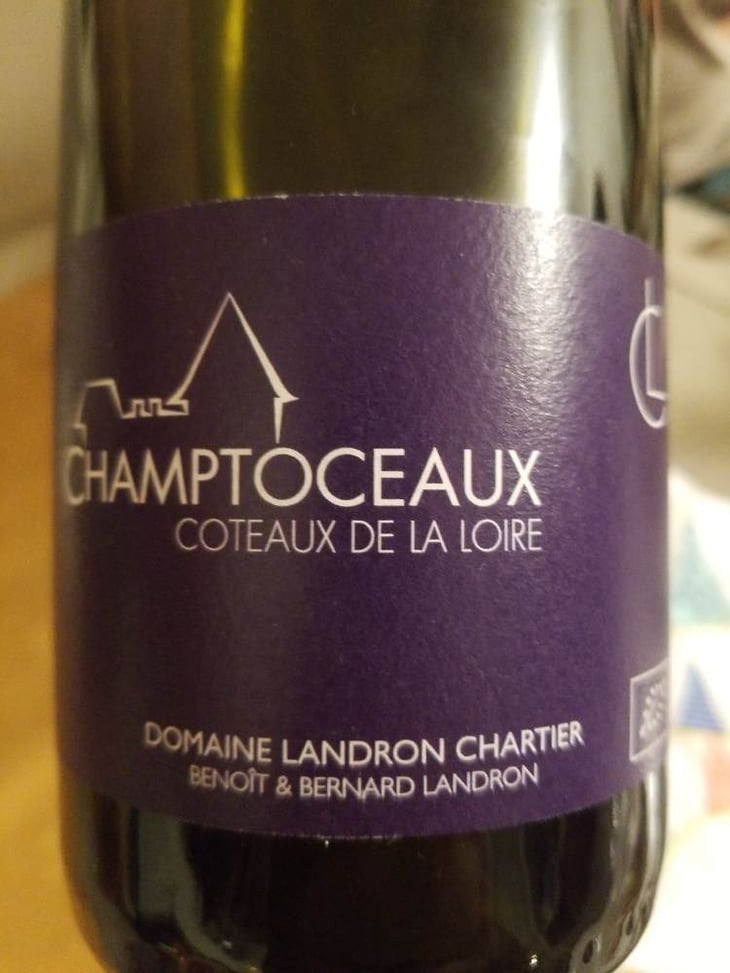 CHAMPTOCEAUX
COTEAUX DE LA LOIRE
DOMAINE LANDRON CHARTIER
BENOÎT & BERNARD LANDRON